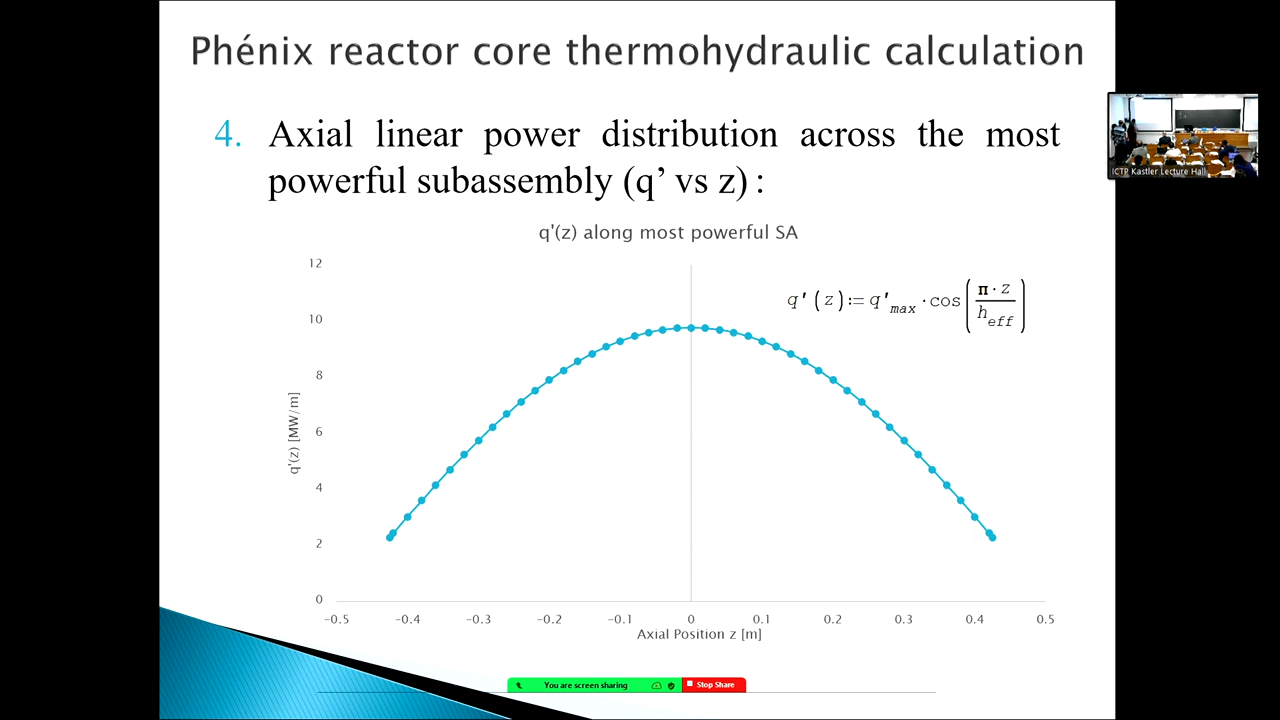 Phénix reactor core thermohydraulic calculation
4. Axial linear power distribution across the most
powerful subassembly (q’ vs z) :
ICTP Kastler Lecture Hall
q'(z) along most powerful SA
q'(z):=q'max·cos(π·z/heff)
12
10
8
6
4
2
0
q'(z) [MW/m]
-0.5 -0.4 -0.3 -0.2 -0.1 0 0.1 0.2 0.3 0.4 0.5
Axial Position z [m]
You are screen sharing Stop Share